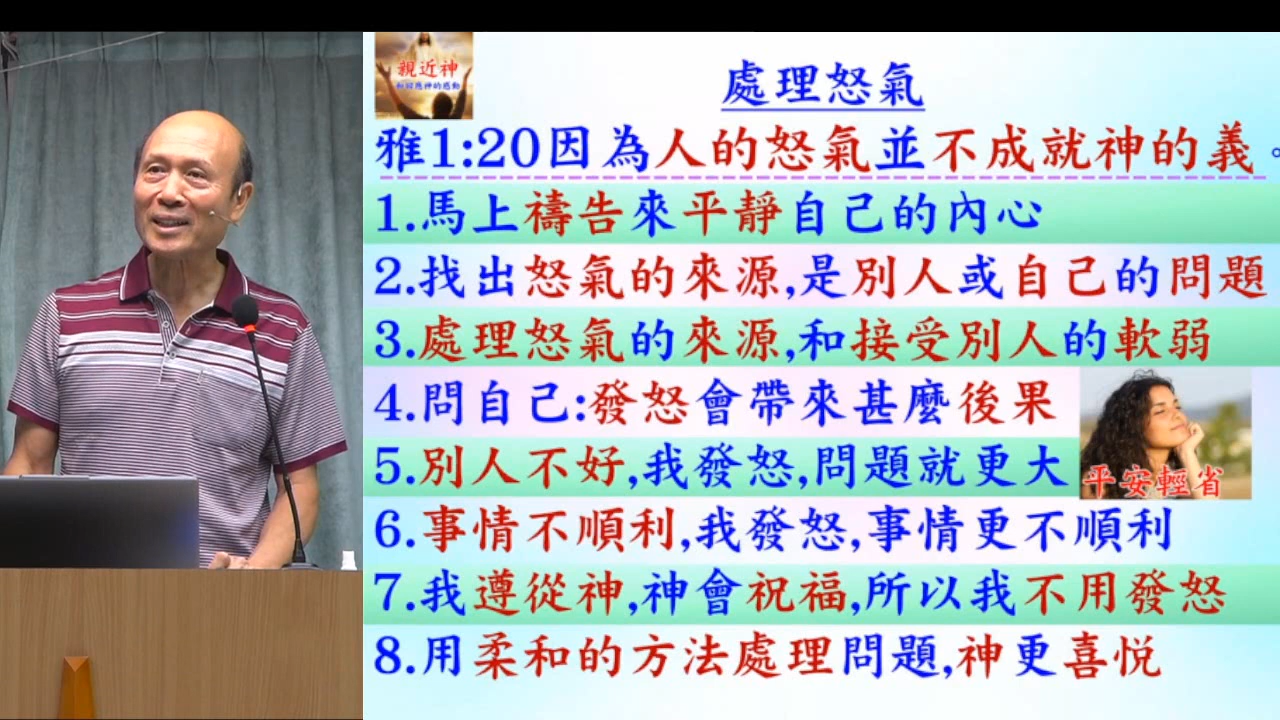 親近神
和回應神的感動
處理怒氣
雅1:20因為人的怒氣並不成就神的義。
1.馬上禱告來平靜自己的內心
2.找出怒氣的來源,是別人或自己的問題
3.處理怒氣的來源,和接受別人的軟弱
4.問自己:發怒會帶來甚麼後果
5.別人不好,我發怒,問題就更大
平安輕省
6.事情不順利,我發怒,事情更不順利
7.我遵從神,神會祝福,所以我不用發怒
8.用柔和的方法處理問題,神更喜悅